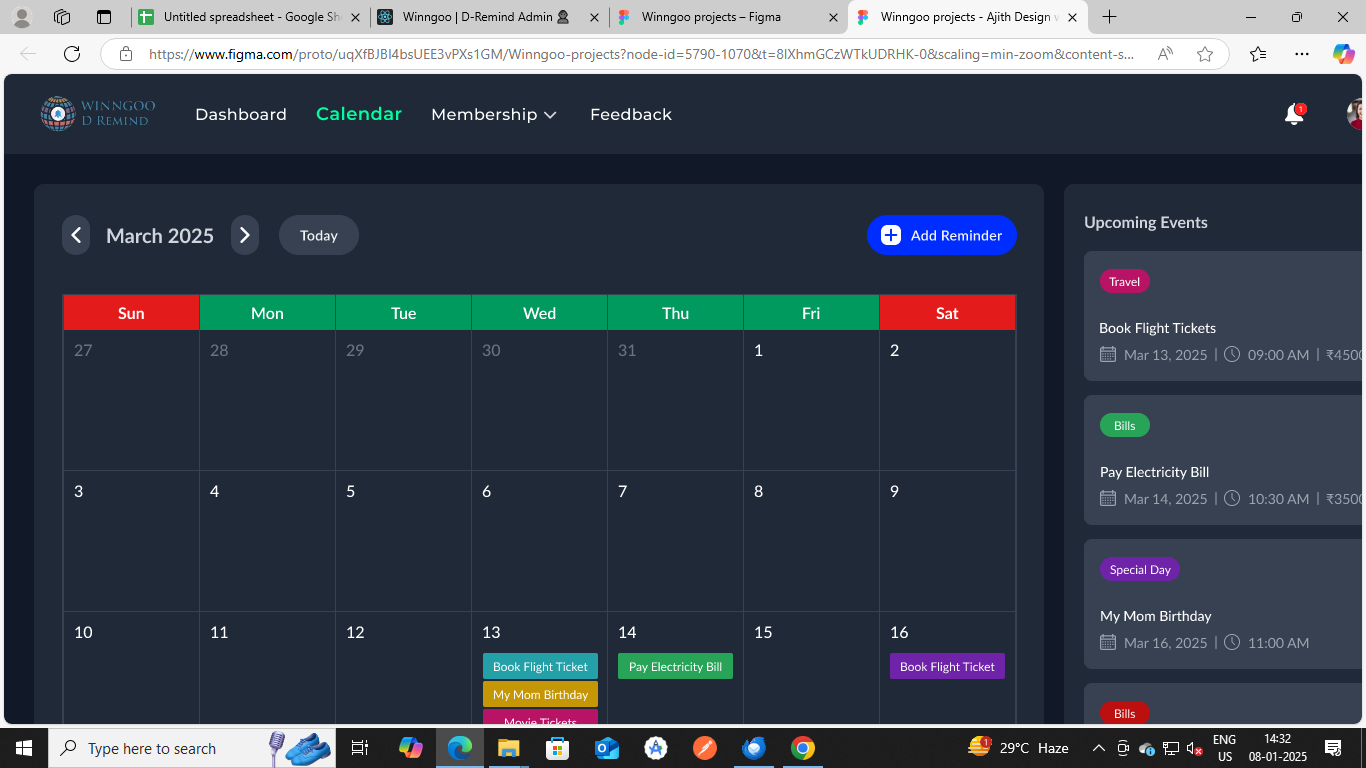 Untitled spreadsheet - Google She
Winngoo | D-Remind Admin
Winngoo projects – Figma
Winngoo projects - Ajith Design v
https://www.figma.com/proto/uqXfBJBl4bsUEE3vPXs1GM/Winngoo-projects?node-id=5790-1070&t=8IXhmGCzWTkUDRHK-0&scaling=min-zoom&content-s...
WINNGOO
D REMIND
Dashboard
Calendar
Membership
Feedback
1
March 2025
Today
Add Reminder
Sun Mon Tue Wed Thu Fri Sat
27 28 29 30 31 1 2
3 4 5 6 7 8 9
10 11 12 13 14 15 16
Book Flight Ticket
Pay Electricity Bill
Book Flight Ticket
My Mom Birthday
Movie Tickets
Upcoming Events
Travel
Book Flight Tickets
Mar 13, 2025 | 09:00 AM | ₹4500
Bills
Pay Electricity Bill
Mar 14, 2025 | 10:30 AM | ₹3500
Special Day
My Mom Birthday
Mar 16, 2025 | 11:00 AM
Bills
Type here to search
1
29°C Haze
ENG
US
14:32
08-01-2025